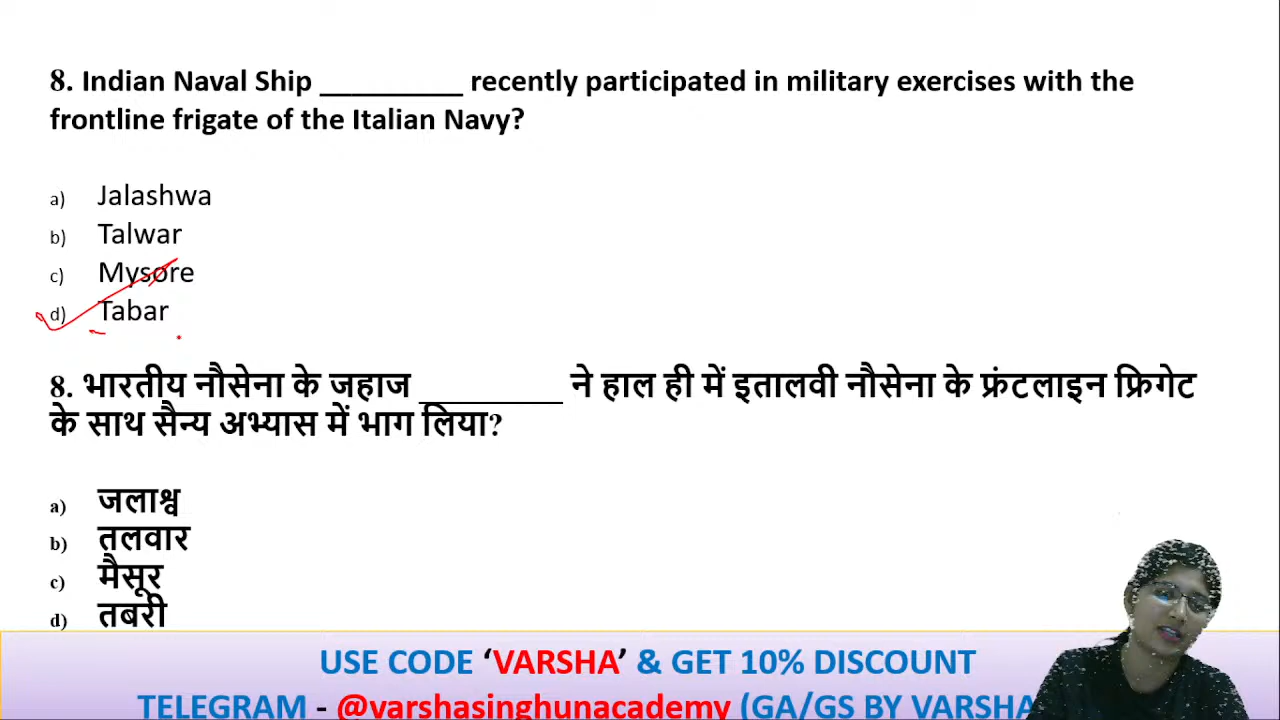 8. Indian Naval Ship _________ recently participated in military exercises with the
frontline frigate of the Italian Navy?
a) Jalashwa
b) Talwar
c) Mysore
d) Tabar
8. भारतीय नौसेना के जहाज _________ ने हाल ही में इतालवी नौसेना के फ्रंटलाइन फ्रिगेट
के साथ सैन्य अभ्यास में भाग लिया?
a) जलाश्व
b) तलवार
c) मैसूर
d) तबरी
USE CODE ‘VARSHA’ & GET 10% DISCOUNT
TELEGRAM - @varshasinghunacademy (GA/GS BY VARSHA